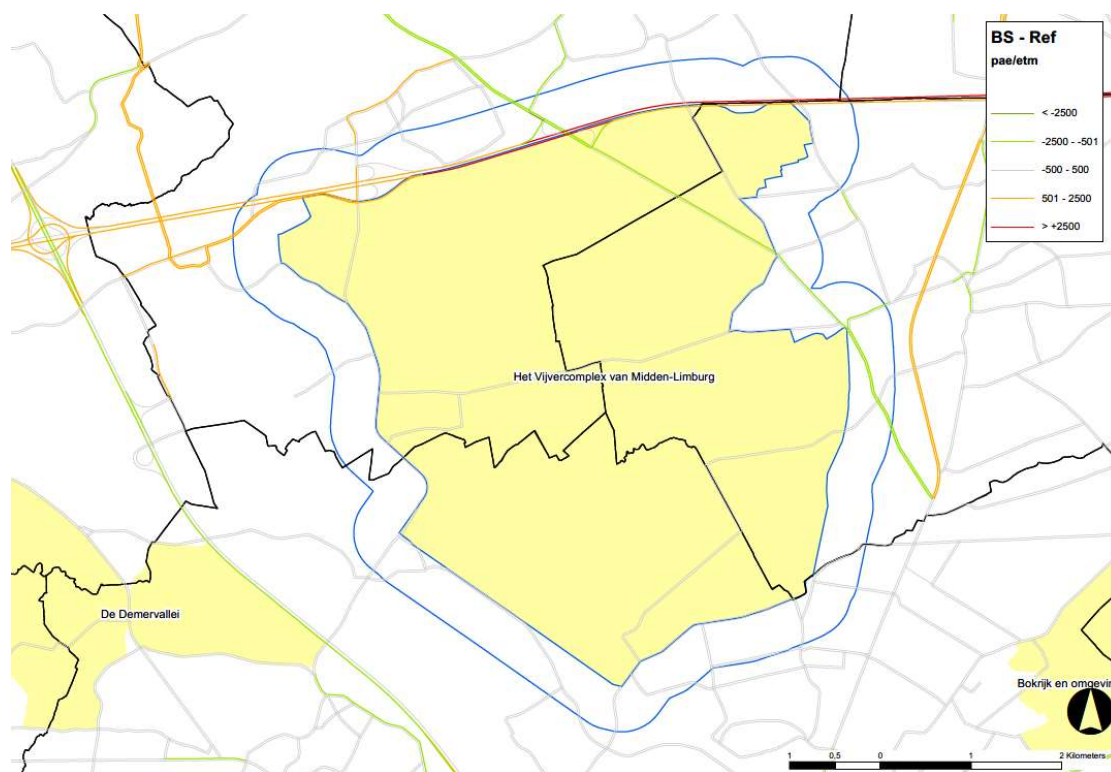 BS - Ref
pae/etm
< -2500
-2500 - -501
-500 - 500
501 - 2500
> +2500
Het Vijvercomplex van Midden-Limburg
De Demervallei
Bokrijk en omgevin
1 0,5 0 1 2 Kilometers